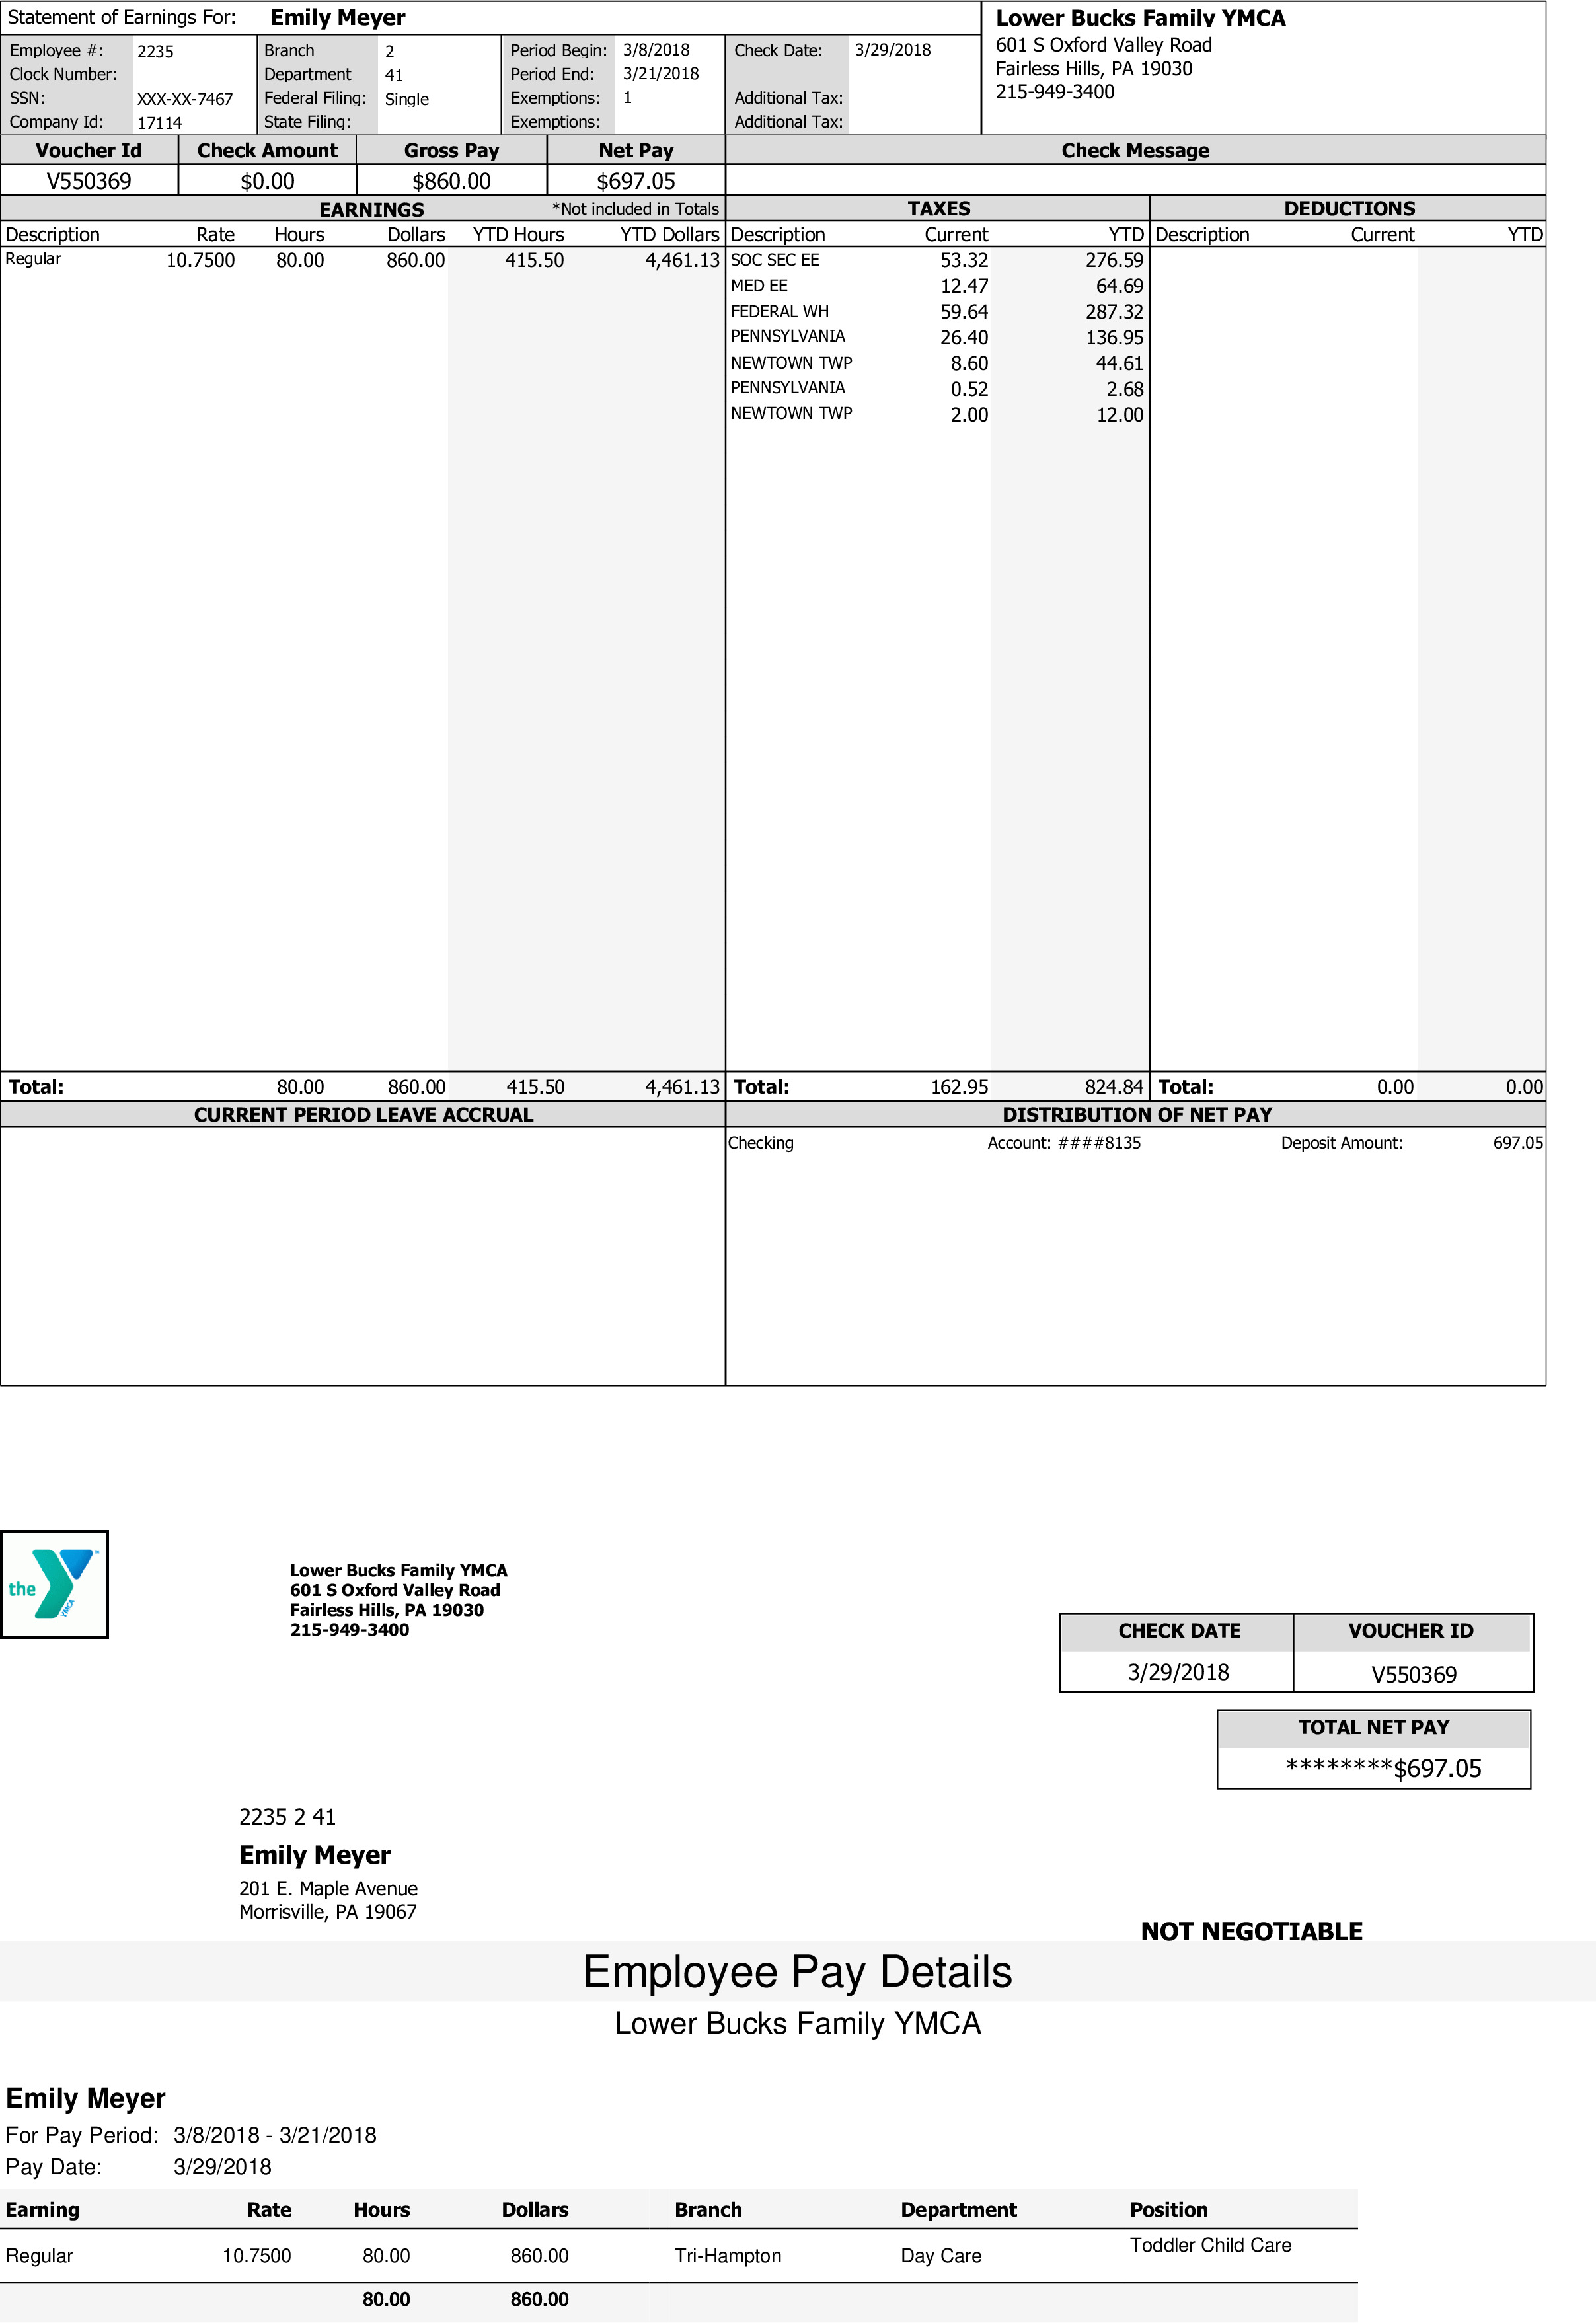 Statement of Earnings For: Emily Meyer
Lower Bucks Family YMCA
601 S Oxford Valley Road
Fairless Hills, PA 19030
215-949-3400
Employee #: 2235 Branch 2 Period Begin: 3/8/2018 Check Date: 3/29/2018
Clock Number: Department 41 Period End: 3/21/2018
SSN: XXX-XX-7467 Federal Filing: Single Exemptions: 1 Additional Tax:
Company Id: 17114 State Filing: Exemptions: Additional Tax:
Voucher Id Check Amount Gross Pay Net Pay Check Message
V550369 $0.00 $860.00 $697.05
EARNINGS *Not included in Totals TAXES DEDUCTIONS
Description Rate Hours Dollars YTD Hours YTD Dollars Description Current YTD Description Current YTD
Regular 10.7500 80.00 860.00 415.50 4,461.13 SOC SEC EE 53.32 276.59
MED EE 12.47 64.69
FEDERAL WH 59.64 287.32
PENNSYLVANIA 26.40 136.95
NEWTOWN TWP 8.60 44.61
PENNSYLVANIA 0.52 2.68
NEWTOWN TWP 2.00 12.00
Total: 80.00 860.00 415.50 4,461.13 Total: 162.95 824.84 Total: 0.00 0.00
CURRENT PERIOD LEAVE ACCRUAL DISTRIBUTION OF NET PAY
Checking Account: ####8135 Deposit Amount: 697.05
the Y YMCA
Lower Bucks Family YMCA
601 S Oxford Valley Road
Fairless Hills, PA 19030
215-949-3400
CHECK DATE VOUCHER ID
3/29/2018 V550369
TOTAL NET PAY
********$697.05
2235 2 41
Emily Meyer
201 E. Maple Avenue
Morrisville, PA 19067
NOT NEGOTIABLE
Employee Pay Details
Lower Bucks Family YMCA
Emily Meyer
For Pay Period: 3/8/2018 - 3/21/2018
Pay Date: 3/29/2018
Earning Rate Hours Dollars Branch Department Position
Regular 10.7500 80.00 860.00 Tri-Hampton Day Care Toddler Child Care
80.00 860.00